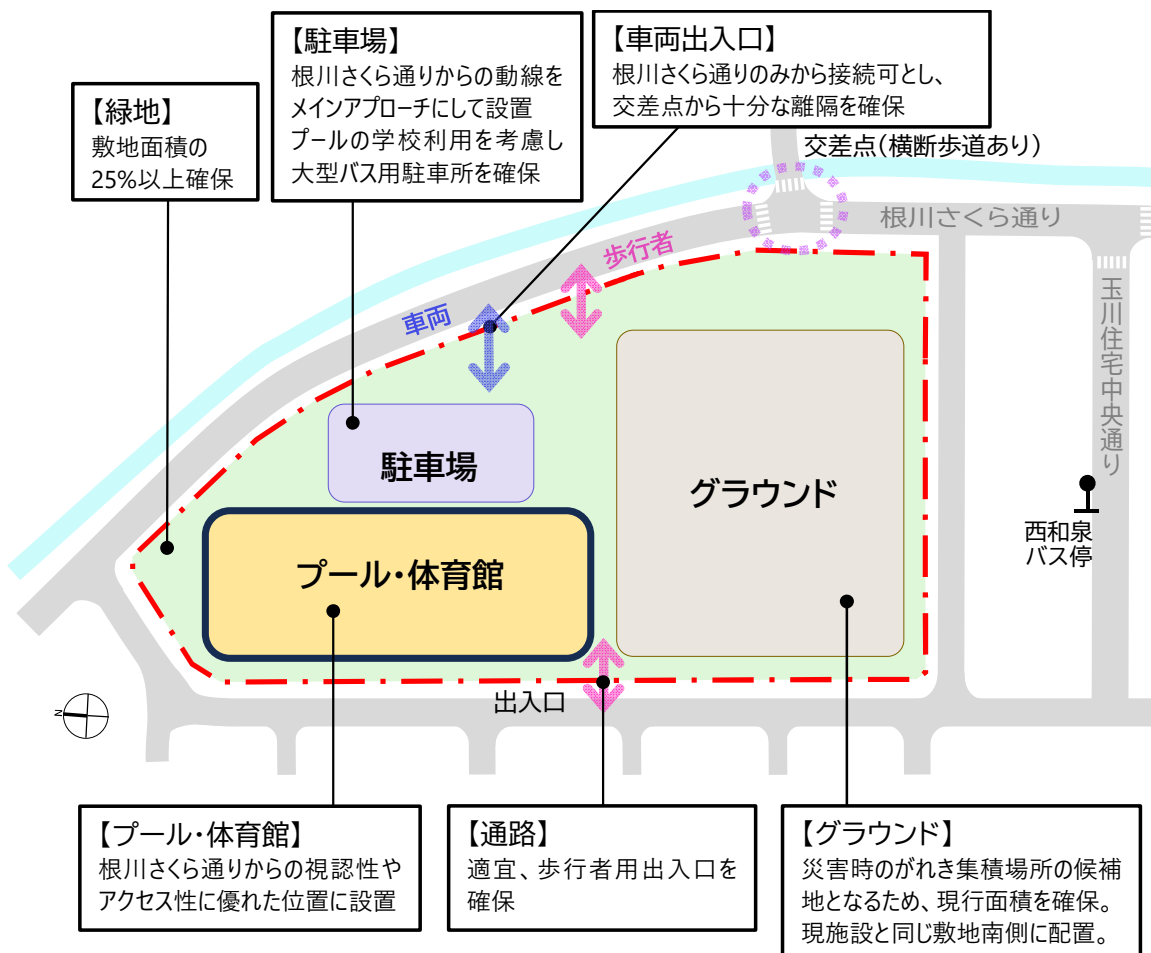 【駐車場】
根川さくら通りからの動線を
メインアプローチにして設置
プールの学校利用を考慮し
大型バス用駐車所を確保
【車両出入口】
根川さくら通りのみから接続可とし、
交差点から十分な離隔を確保
【緑地】
敷地面積の
25%以上確保
交差点(横断歩道あり)
根川さくら通り
歩行者
車両
玉川住宅中央通り
駐車場
グラウンド
西和泉
バス停
プール・体育館
出入口
N
【プール・体育館】
根川さくら通りからの視認性や
アクセス性に優れた位置に設置
【通路】
適宜、歩行者用出入口を
確保
【グラウンド】
災害時のがれき集積場所の候補
地となるため、現行面積を確保。
現施設と同じ敷地南側に配置。